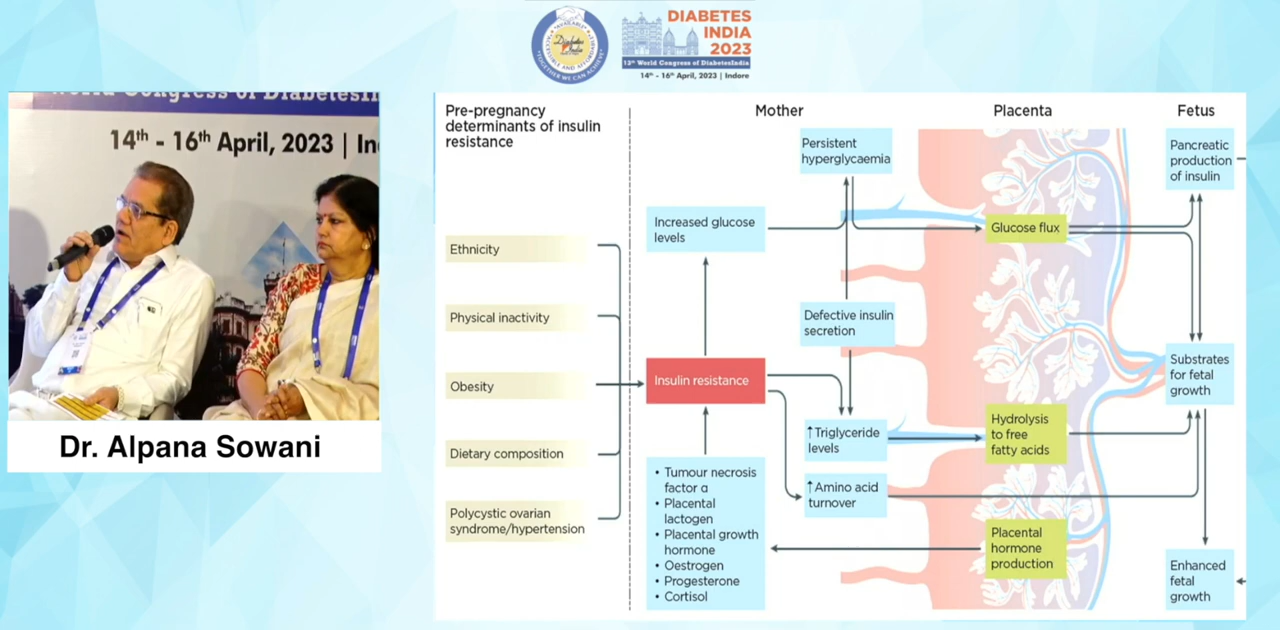 DIABETES
INDIA
2023
13th World Congress of DiabetesIndia
14th - 16th April, 2023 | Indore
14th - 16th April, 2023 | In
Dr. Alpana Sowani
Pre-pregnancy
determinants of insulin
resistance
Ethnicity
Physical inactivity
Obesity
Dietary composition
Polycystic ovarian
syndrome/hypertension
Mother
Persistent
hyperglycaemia
Increased glucose
levels
Defective insulin
secretion
Insulin resistance
↑Triglyceride
levels
↑Amino acid
turnover
• Tumour necrosis
factor α
• Placental
lactogen
• Placental growth
hormone
• Oestrogen
• Progesterone
• Cortisol
Placenta
Glucose flux
Hydrolysis
to free
fatty acids
Placental
hormone
production
Fetus
Pancreatic
production
of insulin
Substrates
for fetal
growth
Enhanced
fetal
growth